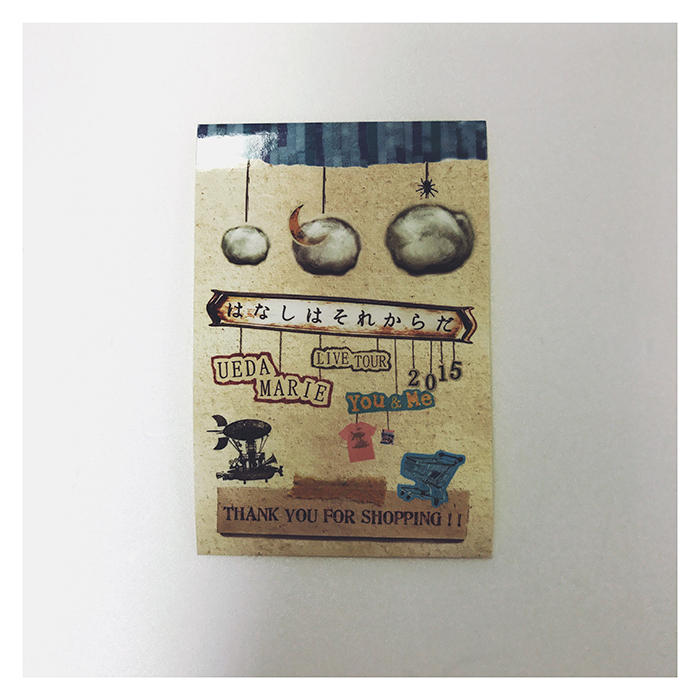 はなしはそれからだ
UEDA MARIE
LIVE TOUR
2015
You & Me
THANK YOU FOR SHOPPING !!